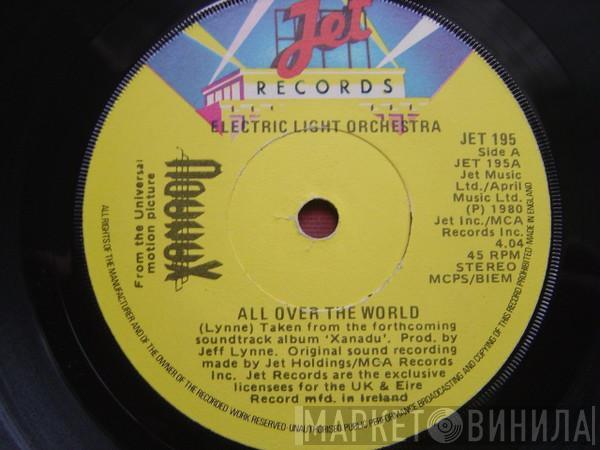 Jet
RECORDS
ELECTRIC LIGHT ORCHESTRA
From the Universal
motion picture
XANADU
JET 195
Side A
JET 195A
Jet Music
Ltd./April
Music Ltd.
(P) 1980
Jet Inc./MCA
Records Inc.
4.04
45 RPM
STEREO
MCPS/BIEM
ALL OVER THE WORLD
(Lynne) Taken from the forthcoming
soundtrack album 'Xanadu'. Prod. by
Jeff Lynne. Original sound recording
made by Jet Holdings/MCA Records
Inc. Jet Records are the exclusive
licensees for the UK & Eire
Record mfd. in Ireland
ALL RIGHTS OF THE MANUFACTURER AND OF THE OWNER OF THE RECORDED WORK RESERVED·UNAUTHORISED PUBLIC PERFORMANCE BROADCASTING AND COPYING OF THIS RECORD PROHIBITED MADE IN ENGLAND
МАРКЕТ ВИНИЛА